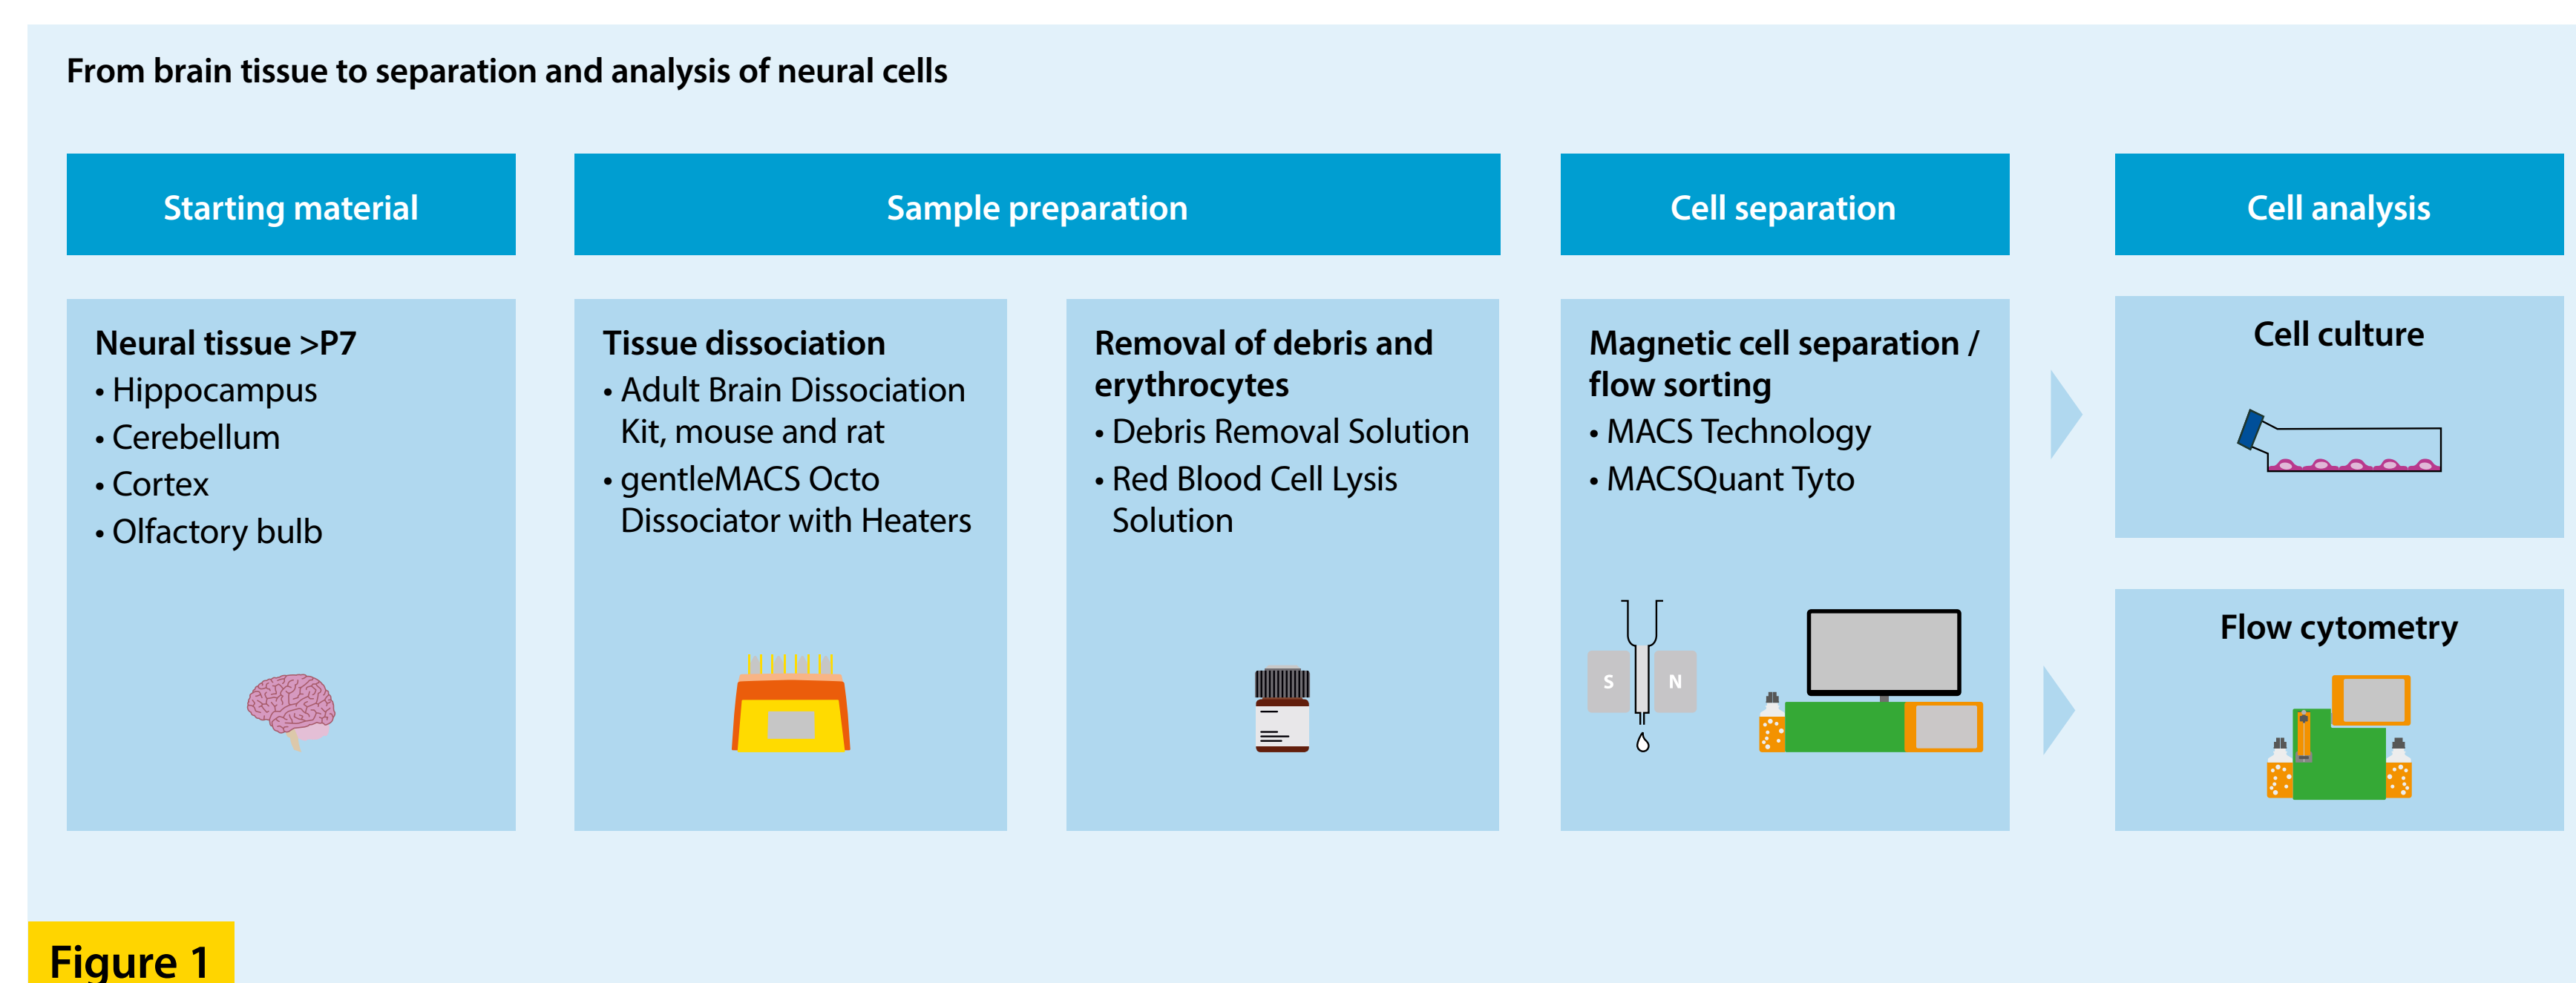 From brain tissue to separation and analysis of neural cells
Starting material
Sample preparation
Cell separation
Cell analysis
Neural tissue >P7
• Hippocampus
• Cerebellum
• Cortex
• Olfactory bulb
Tissue dissociation
• Adult Brain Dissociation
Kit, mouse and rat
• gentleMACS Octo
Dissociator with Heaters
Removal of debris and
erythrocytes
• Debris Removal Solution
• Red Blood Cell Lysis
Solution
Magnetic cell separation /
flow sorting
• MACS Technology
• MACSQuant Tyto
S
N
Cell culture
Flow cytometry
Figure 1